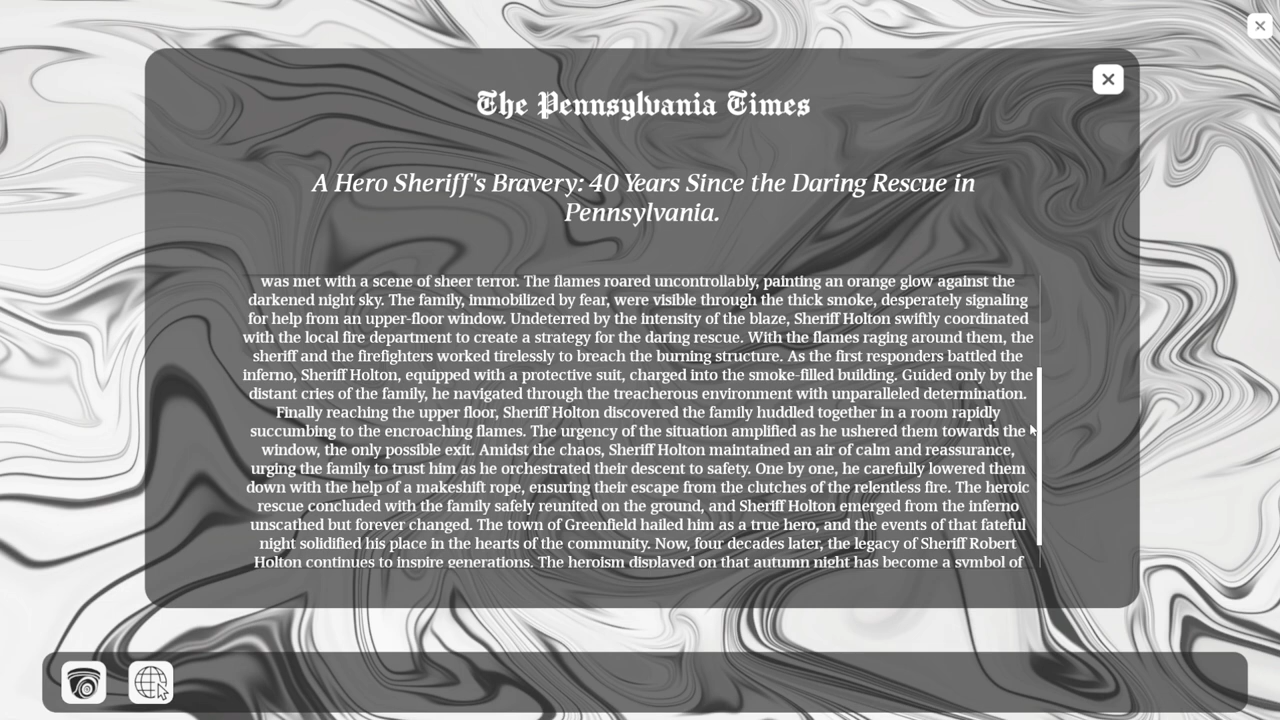 The Pennsylvania Times
A Hero Sheriff's Bravery: 40 Years Since the Daring Rescue in
Pennsylvania.
was met with a scene of sheer terror. The flames roared uncontrollably, painting an orange glow against the
darkened night sky. The family, immobilized by fear, were visible through the thick smoke, desperately signaling
for help from an upper-floor window. Undeterred by the intensity of the blaze, Sheriff Holton swiftly coordinated
with the local fire department to create a strategy for the daring rescue. With the flames raging around them, the
sheriff and the firefighters worked tirelessly to breach the burning structure. As the first responders battled the
inferno, Sheriff Holton, equipped with a protective suit, charged into the smoke-filled building. Guided only by the
distant cries of the family, he navigated through the treacherous environment with unparalleled determination.
Finally reaching the upper floor, Sheriff Holton discovered the family huddled together in a room rapidly
succumbing to the encroaching flames. The urgency of the situation amplified as he ushered them towards the
window, the only possible exit. Amidst the chaos, Sheriff Holton maintained an air of calm and reassurance,
urging the family to trust him as he orchestrated their descent to safety. One by one, he carefully lowered them
down with the help of a makeshift rope, ensuring their escape from the clutches of the relentless fire. The heroic
rescue concluded with the family safely reunited on the ground, and Sheriff Holton emerged from the inferno
unscathed but forever changed. The town of Greenfield hailed him as a true hero, and the events of that fateful
night solidified his place in the hearts of the community. Now, four decades later, the legacy of Sheriff Robert
Holton continues to inspire generations. The heroism displayed on that autumn night has become a symbol of